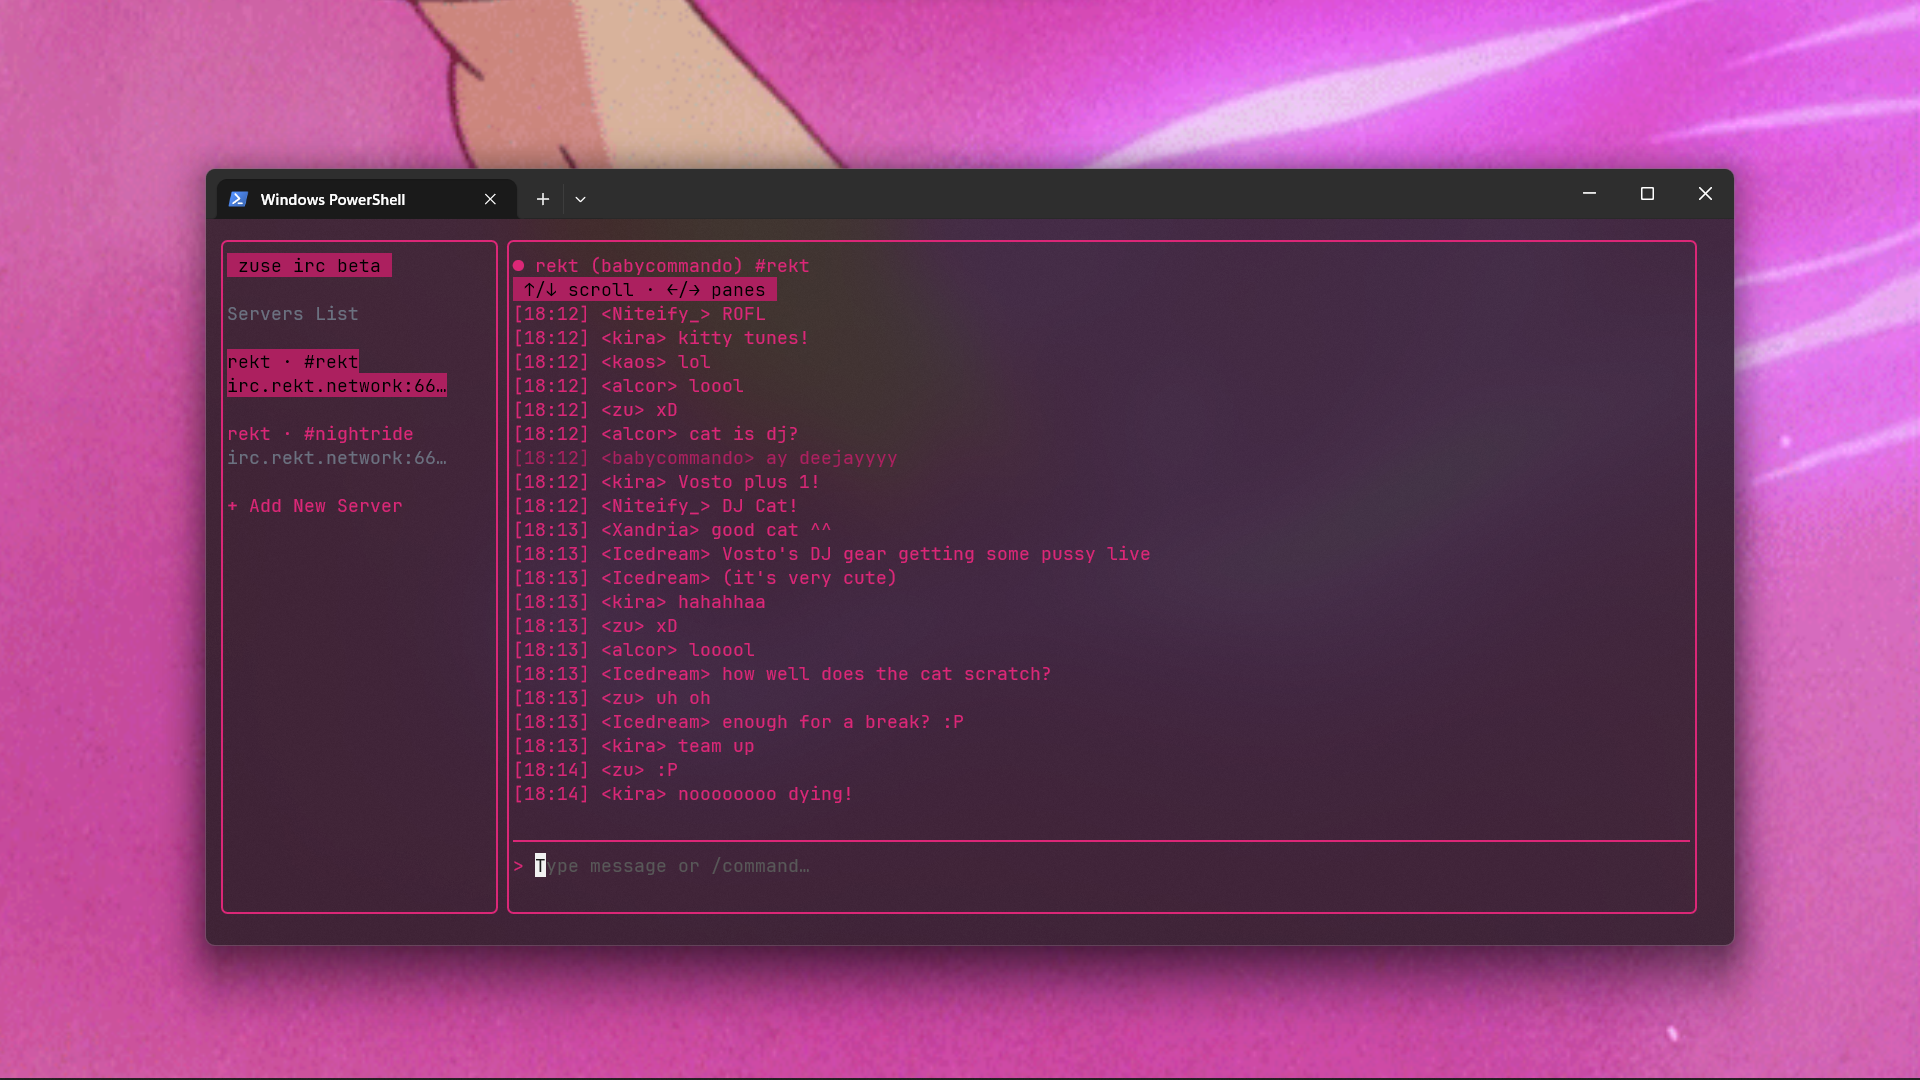 Windows PowerShell
zuse irc beta
Servers List
rekt · #rekt
irc.rekt.network:66…
rekt · #nightride
irc.rekt.network:66…
+ Add New Server
● rekt (babycommando) #rekt
↑/↓ scroll · ←/→ panes
[18:12] <Niteify_> ROFL
[18:12] <kira> kitty tunes!
[18:12] <kaos> lol
[18:12] <alcor> loool
[18:12] <zu> xD
[18:12] <alcor> cat is dj?
[18:12] <babycommando> ay deejayyyy
[18:12] <kira> Vosto plus 1!
[18:12] <Niteify_> DJ Cat!
[18:13] <Xandria> good cat ^^
[18:13] <Icedream> Vosto's DJ gear getting some pussy live
[18:13] <Icedream> (it's very cute)
[18:13] <kira> hahahhaa
[18:13] <zu> xD
[18:13] <alcor> looool
[18:13] <Icedream> how well does the cat scratch?
[18:13] <zu> uh oh
[18:13] <Icedream> enough for a break? :P
[18:13] <kira> team up
[18:14] <zu> :P
[18:14] <kira> noooooooo dying!
> Type message or /command…